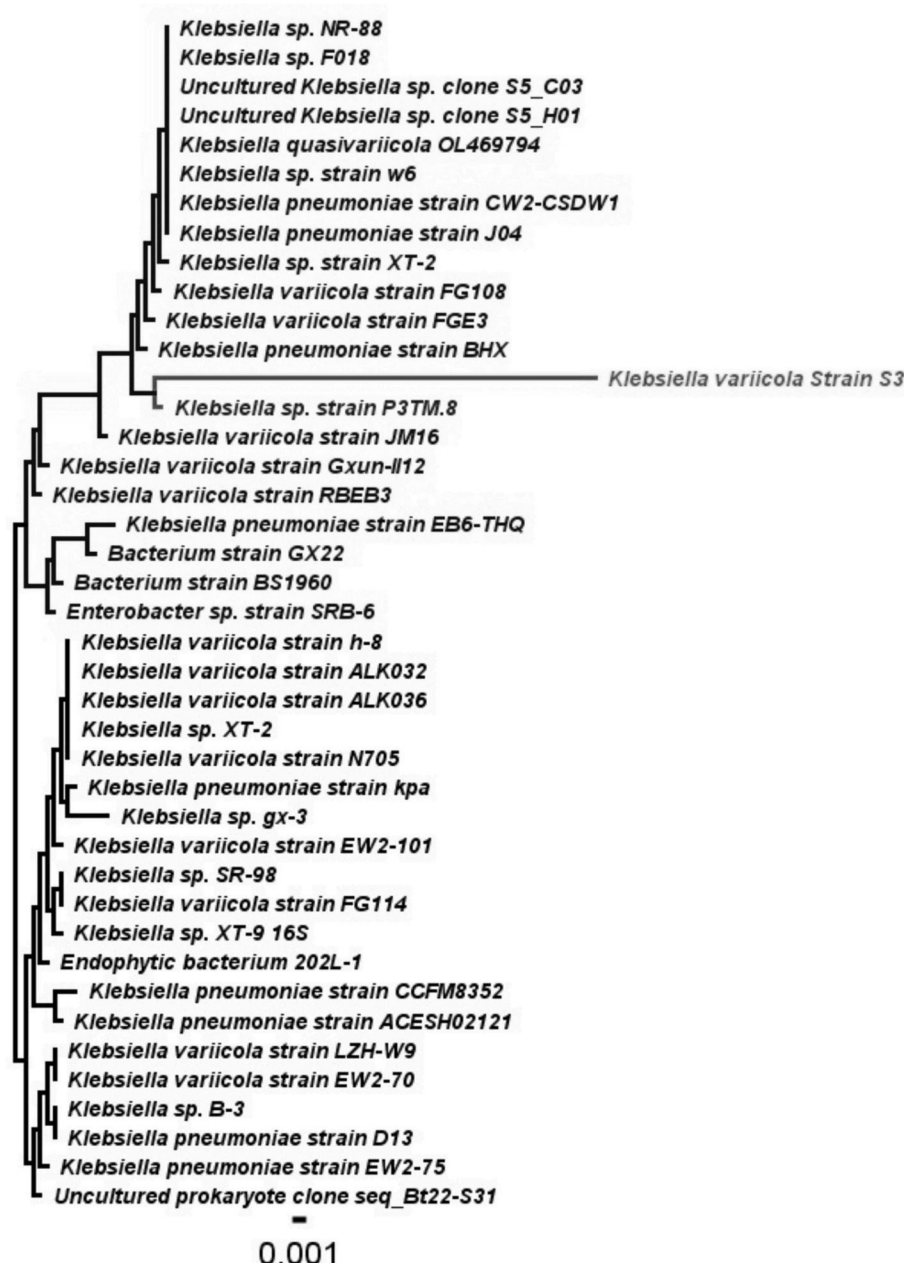 Klebsiella sp. NR-88
Klebsiella sp. F018
Uncultured Klebsiella sp. clone S5_C03
Uncultured Klebsiella sp. clone S5_H01
Klebsiella quasivariicola OL469794
Klebsiella sp. strain w6
Klebsiella pneumoniae strain CW2-CSDW1
Klebsiella pneumoniae strain J04
Klebsiella sp. strain XT-2
Klebsiella variicola strain FG108
Klebsiella variicola strain FGE3
Klebsiella pneumoniae strain BHX
Klebsiella variicola Strain S3
Klebsiella sp. strain P3TM.8
Klebsiella variicola strain JM16
Klebsiella variicola strain Gxun-II12
Klebsiella variicola strain RBEB3
Klebsiella pneumoniae strain EB6-THQ
Bacterium strain GX22
Bacterium strain BS1960
Enterobacter sp. strain SRB-6
Klebsiella variicola strain h-8
Klebsiella variicola strain ALK032
Klebsiella variicola strain ALK036
Klebsiella sp. XT-2
Klebsiella variicola strain N705
Klebsiella pneumoniae strain kpa
Klebsiella sp. gx-3
Klebsiella variicola strain EW2-101
Klebsiella sp. SR-98
Klebsiella variicola strain FG114
Klebsiella sp. XT-9 16S
Endophytic bacterium 202L-1
Klebsiella pneumoniae strain CCFM8352
Klebsiella pneumoniae strain ACESH02121
Klebsiella variicola strain LZH-W9
Klebsiella variicola strain EW2-70
Klebsiella sp. B-3
Klebsiella pneumoniae strain D13
Klebsiella pneumoniae strain EW2-75
Uncultured prokaryote clone seq_Bt22-S31
0.001